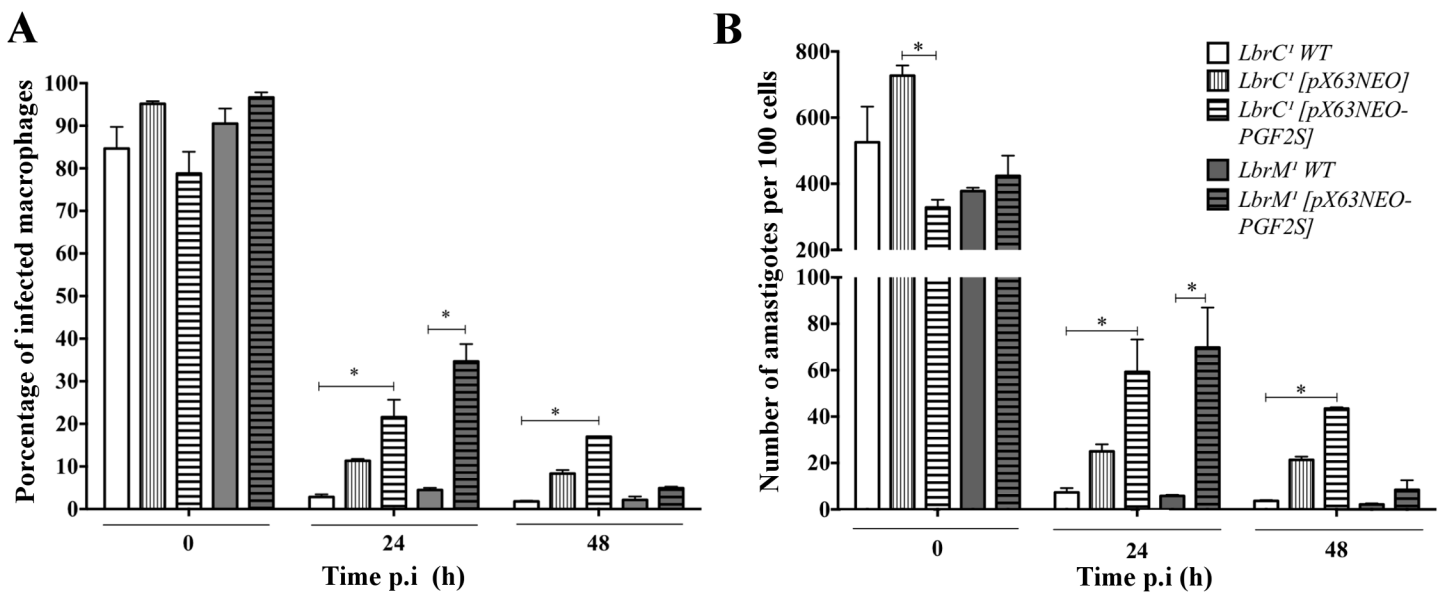 A
Porcentage of infected macrophages
100
90
80
70
60
50
40
30
20
10
0
*
*
*
0
24
48
Time p.i (h)
B
Number of amastigotes per 100 cells
800
600
400
200
100
80
60
40
20
0
*
*
*
*
0
24
48
Time p.i (h)
LbrC¹ WT
LbrC¹ [pX63NEO]
LbrC¹ [pX63NEO-
PGF2S]
LbrM¹ WT
LbrM¹ [pX63NEO-
PGF2S]